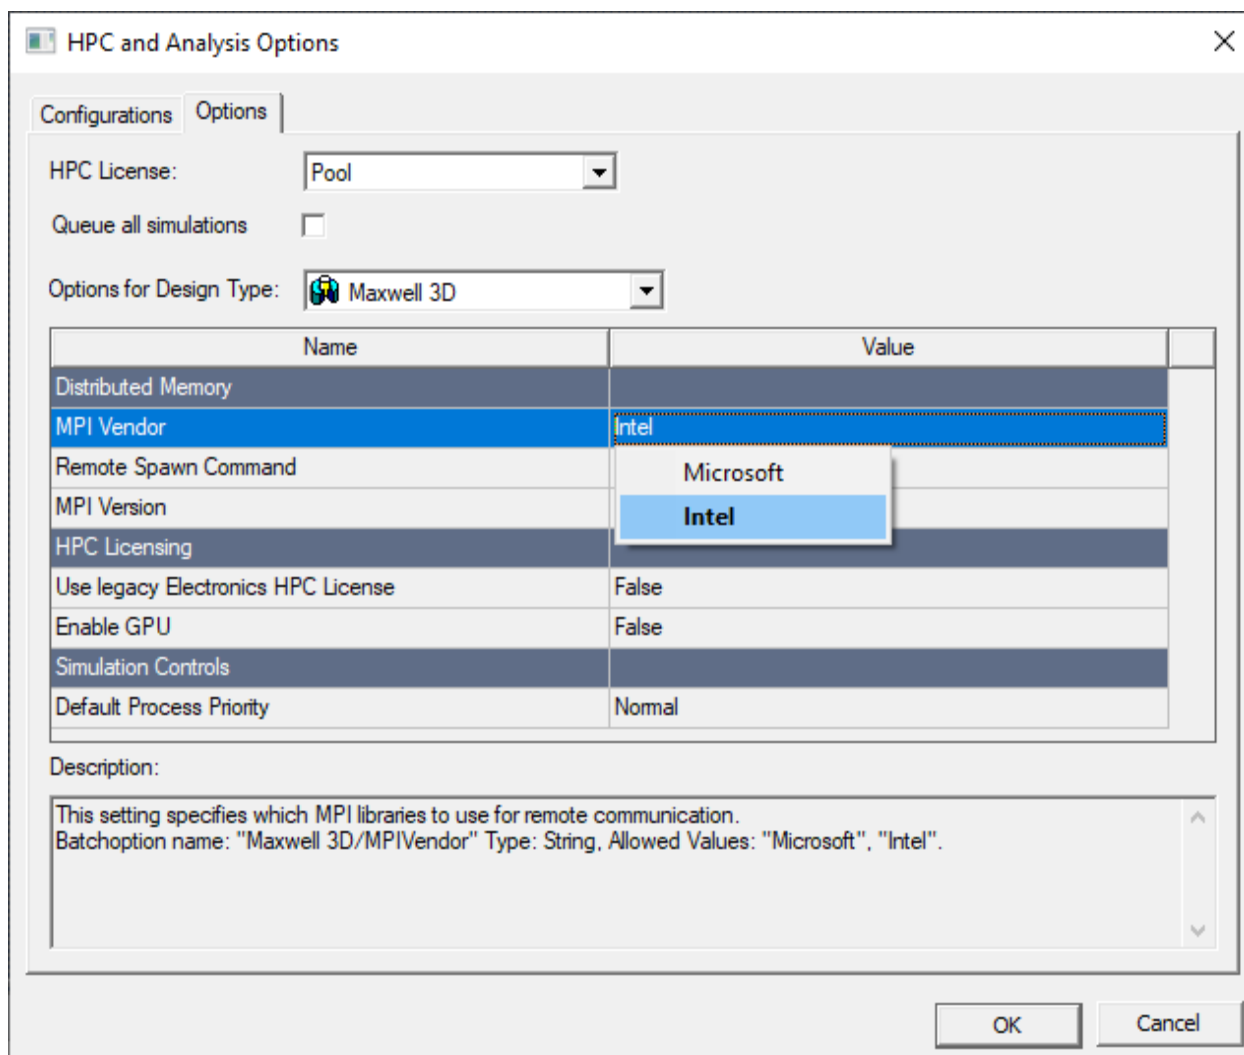 HPC and Analysis Options
Configurations Options
HPC License: Pool
Queue all simulations
Options for Design Type: Maxwell 3D
Name Value
Distributed Memory
MPI Vendor Intel
Microsoft
Remote Spawn Command
Intel
MPI Version
HPC Licensing
Use legacy Electronics HPC License False
Enable GPU False
Simulation Controls
Default Process Priority Normal
Description:
This setting specifies which MPI libraries to use for remote communication.
Batchoption name: "Maxwell 3D/MPIVendor" Type: String, Allowed Values: "Microsoft", "Intel".
OK Cancel